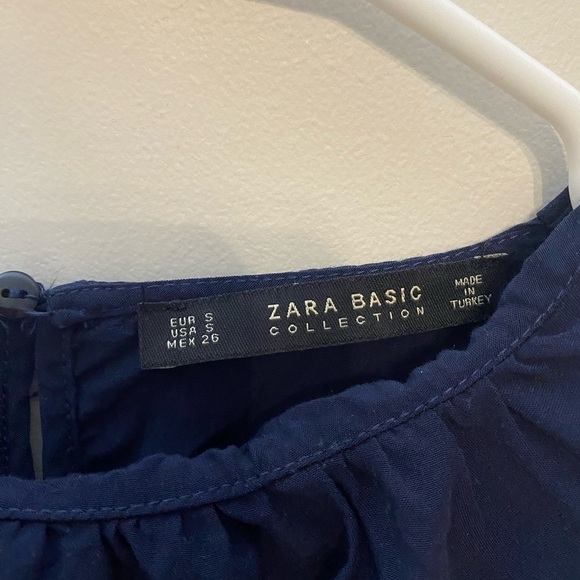 EUR S
USA S
MEX 26
ZARA BASIC
COLLECTION
MADE
IN
TURKEY